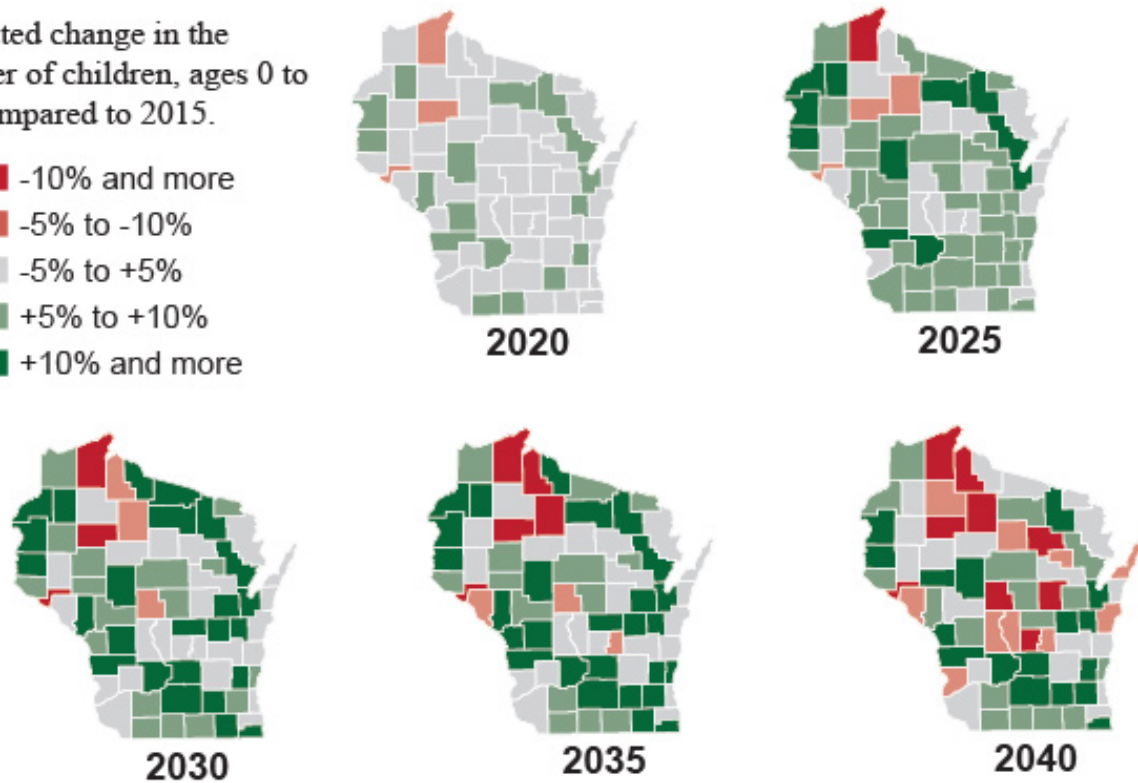 ted change in the
er of children, ages 0 to
mpared to 2015.
-10% and more
-5% to -10%
-5% to +5%
+5% to +10%
+10% and more
2020
2025
2030
2035
2040